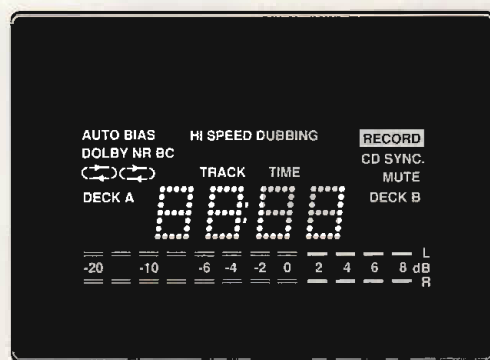 AUTO BIAS HI SPEED DUBBING RECORD
DOLBY NR BC CD SYNC.
TRACK TIME MUTE
DECK A 88:88 DECK B
L
-20 -10 -6 -4 -2 0 2 4 6 8 dB
R